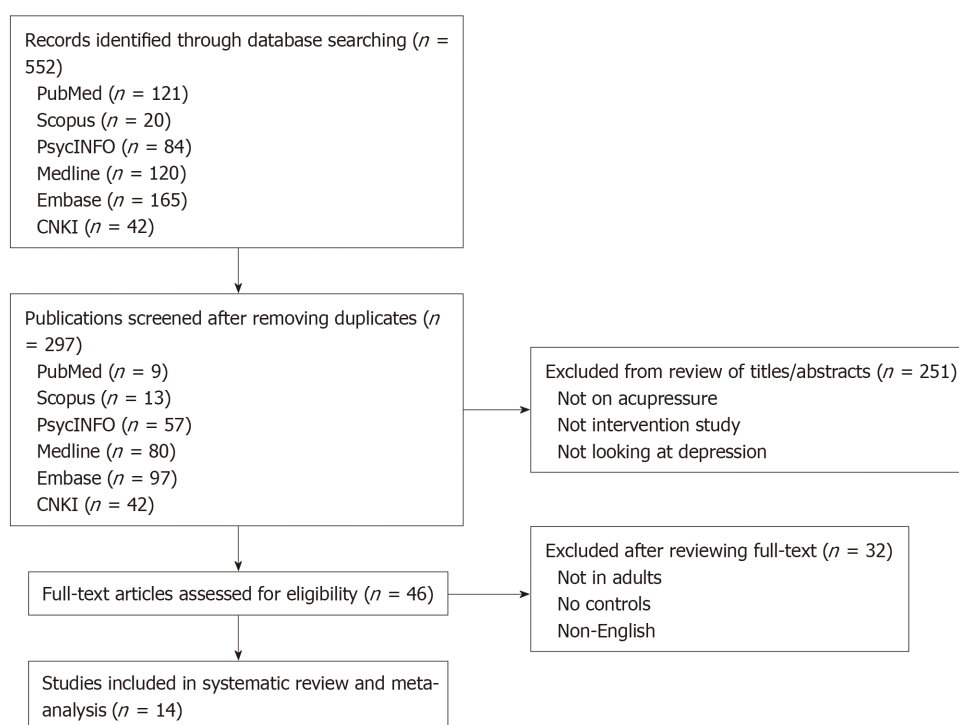 Records identified through database searching (n =
552)
PubMed (n = 121)
Scopus (n = 20)
PsycINFO (n = 84)
Medline (n = 120)
Embase (n = 165)
CNKI (n = 42)
Publications screened after removing duplicates (n
= 297)
PubMed (n = 9)
Scopus (n = 13)
PsycINFO (n = 57)
Medline (n = 80)
Embase (n = 97)
CNKI (n = 42)
Excluded from review of titles/abstracts (n = 251)
Not on acupressure
Not intervention study
Not looking at depression
Full-text articles assessed for eligibility (n = 46)
Excluded after reviewing full-text (n = 32)
Not in adults
No controls
Non-English
Studies included in systematic review and meta-
analysis (n = 14)